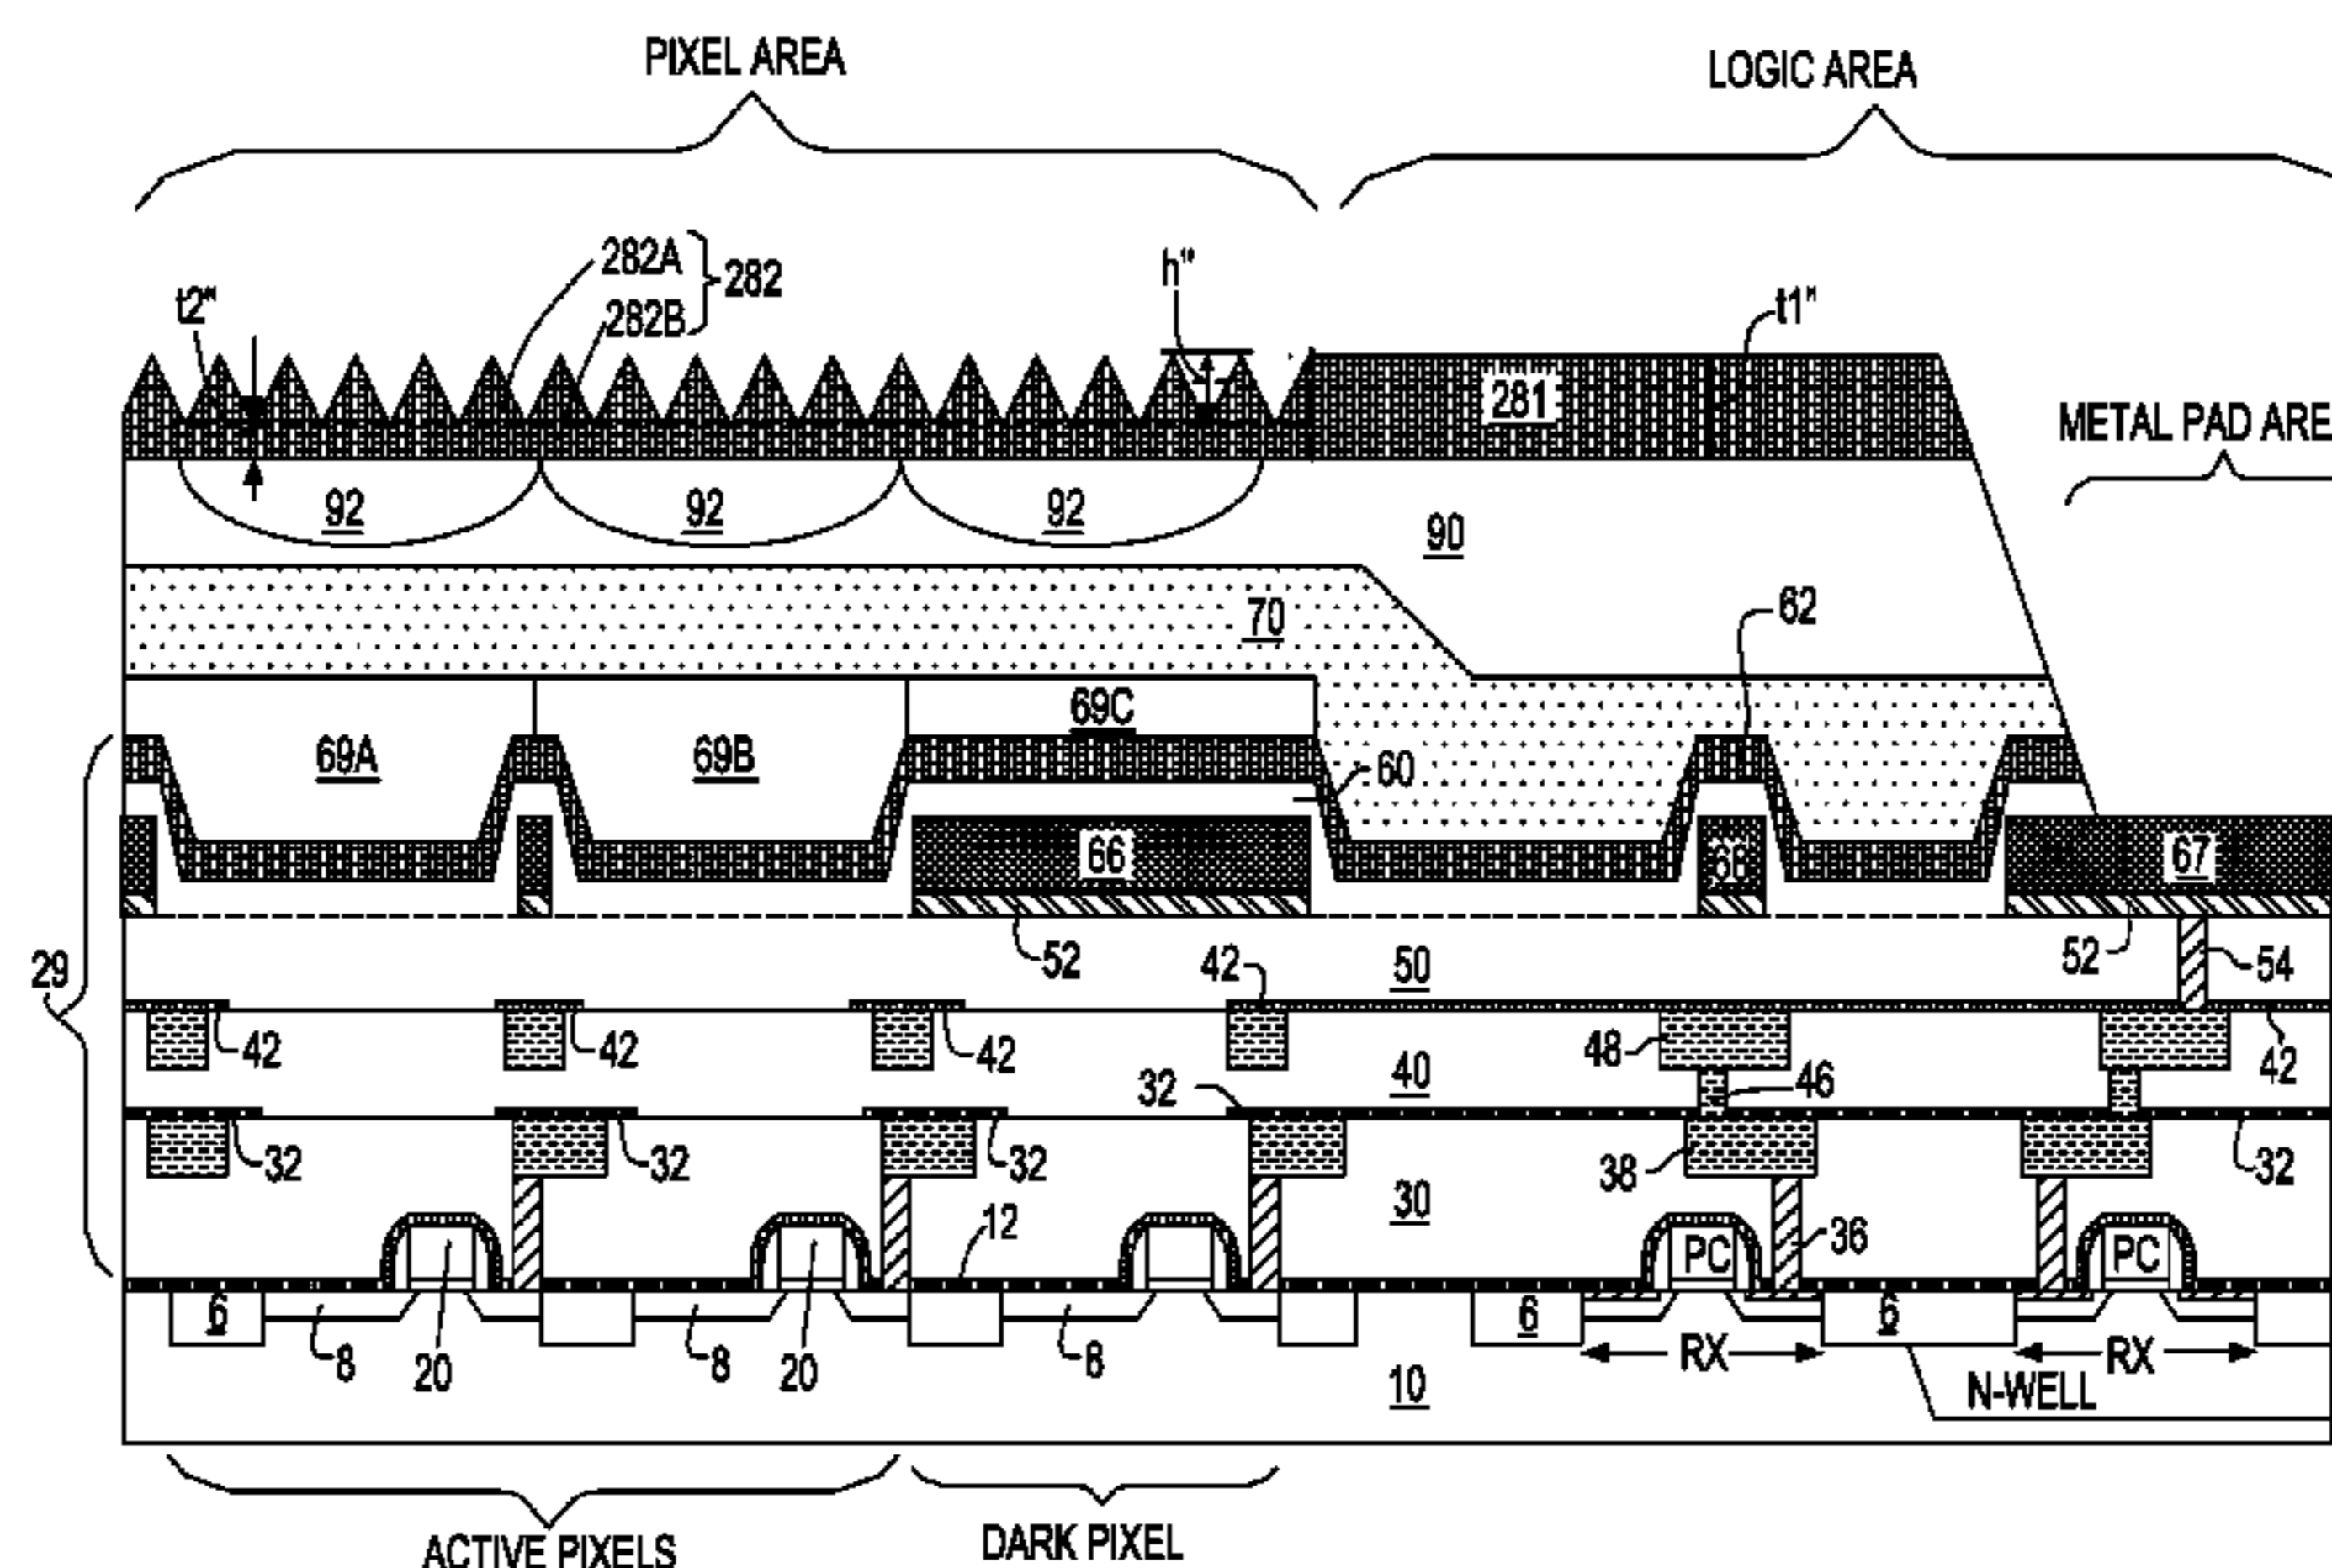 PIXEL AREA
LOGIC AREA
282A
282
282B
h"
t2"
t1"
281
METAL PAD ARE
92
92
92
90
70
62
69C
69A
69B
60
66
66
67
29
52
42
50
52
54
42
42
42
48
40
46
42
32
32
32
32
38
32
30
12
36
PC
PC
6
6
6
8
20
8
20
8
10
RX
RX
N-WELL
ACTIVE PIXELS
DARK PIXEL